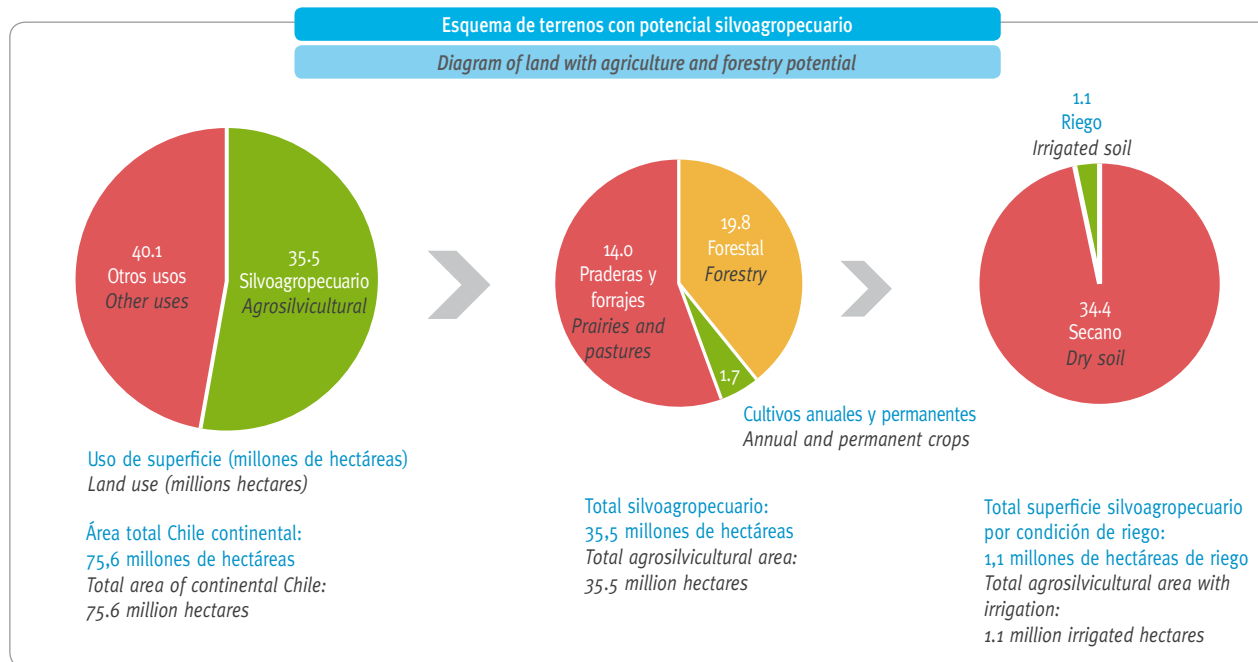 Esquema de terrenos con potencial silvoagropecuario
Diagram of land with agriculture and forestry potential
40.1
Otros usos
Other uses
35.5
Silvoagropecuario
Agrosilvicultural
Uso de superficie (millones de hectáreas)
Land use (millions hectares)
Área total Chile continental:
75,6 millones de hectáreas
Total area of continental Chile:
75.6 million hectares
14.0
Praderas y
forrajes
Prairies and
pastures
19.8
Forestal
Forestry
1.7
Cultivos anuales y permanentes
Annual and permanent crops
Total silvoagropecuario:
35,5 millones de hectáreas
Total agrosilvicultural area:
35.5 million hectares
1.1
Riego
Irrigated soil
34.4
Secano
Dry soil
Total superficie silvoagropecuario
por condición de riego:
1,1 millones de hectáreas de riego
Total agrosilvicultural area with
irrigation:
1.1 million irrigated hectares